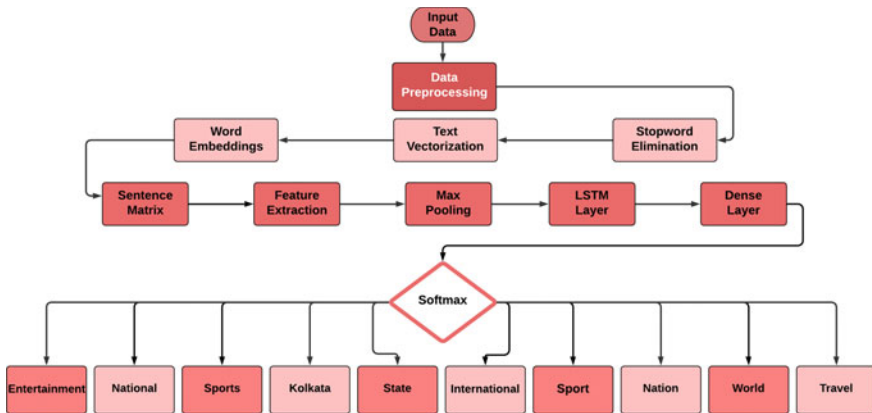 Input
Data
Data
Preprocessing
Word
Embeddings
Text
Vectorization
Stopword
Elimination
Sentence
Matrix
Feature
Extraction
Max
Pooling
LSTM
Layer
Dense
Layer
Softmax
Entertainment
National
Sports
Kolkata
State
International
Sport
Nation
World
Travel